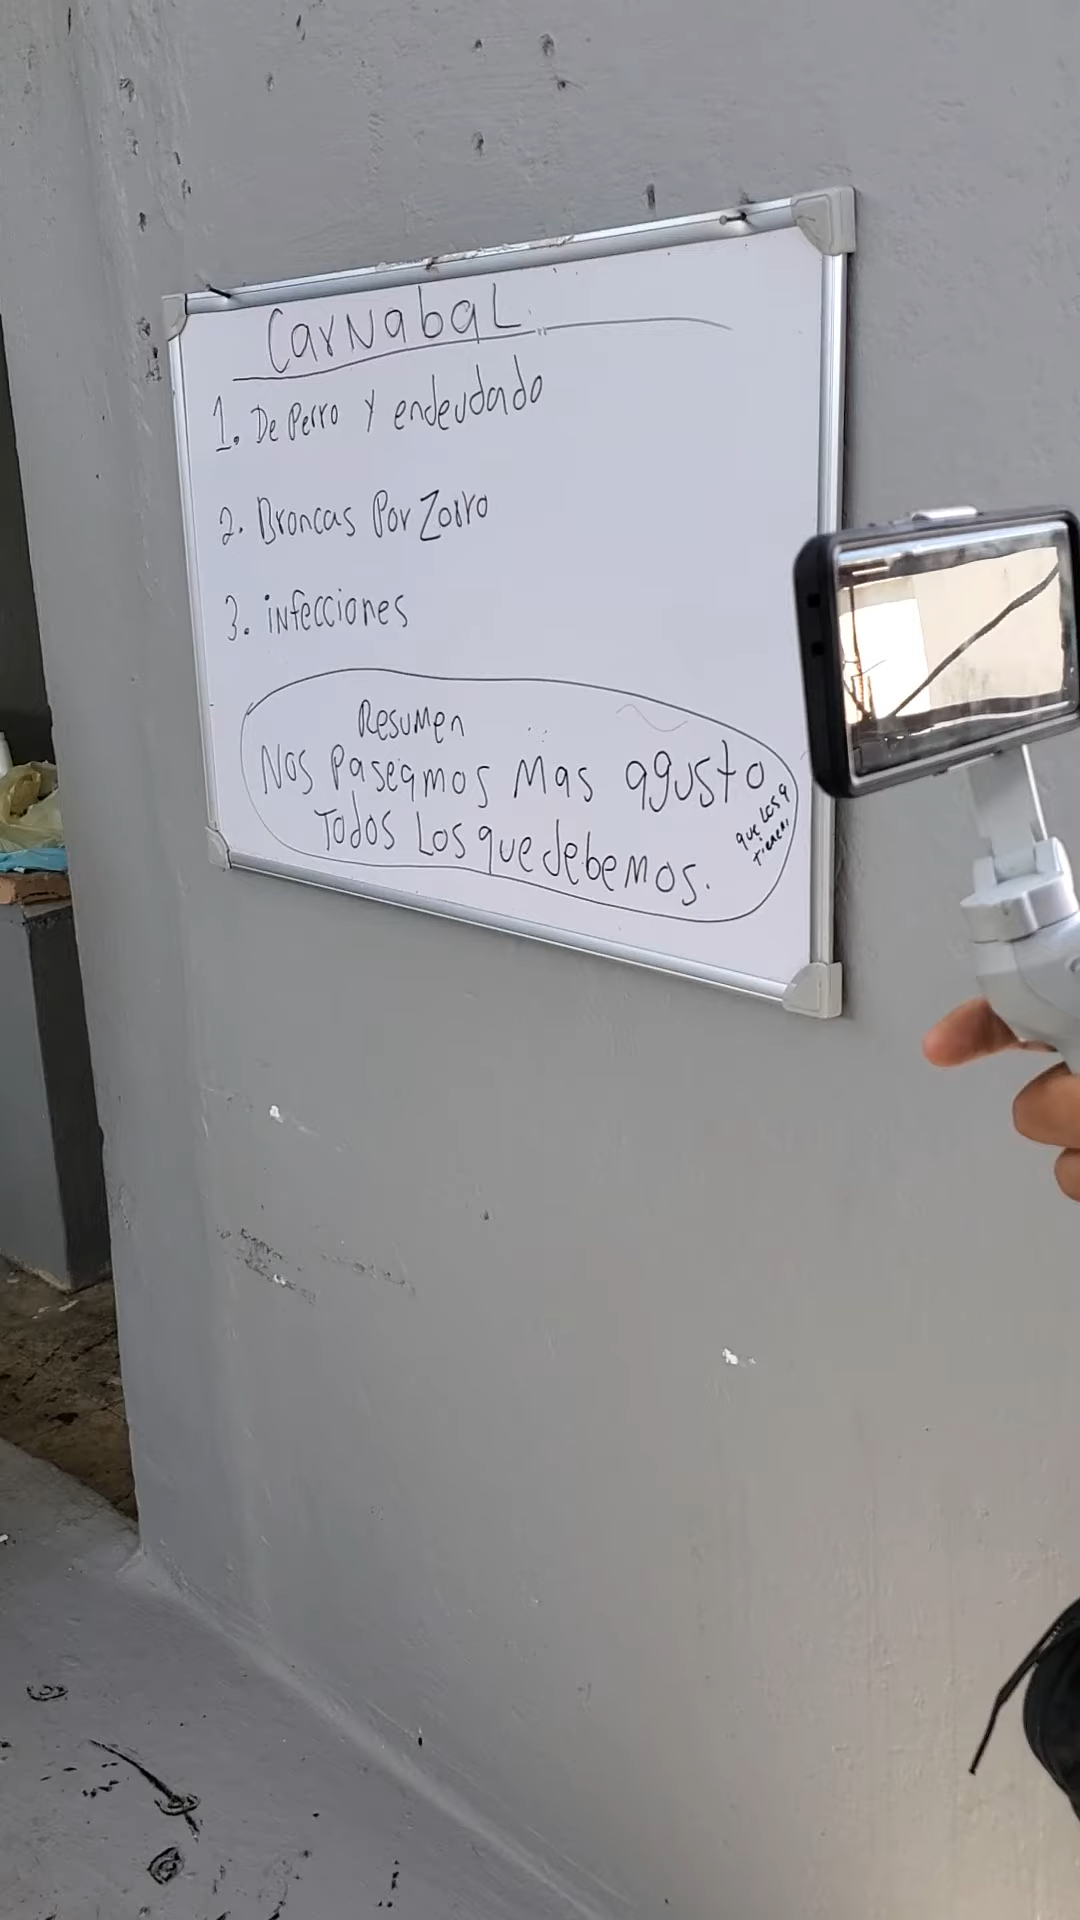 CarNabaL
1. De Perro Y endeudado
2. Broncas Por Zorro
3. iNfecciones
Resumen
Nos Paseamos Mas agusto
Todos Los que debemos.
que Los q
tienen.